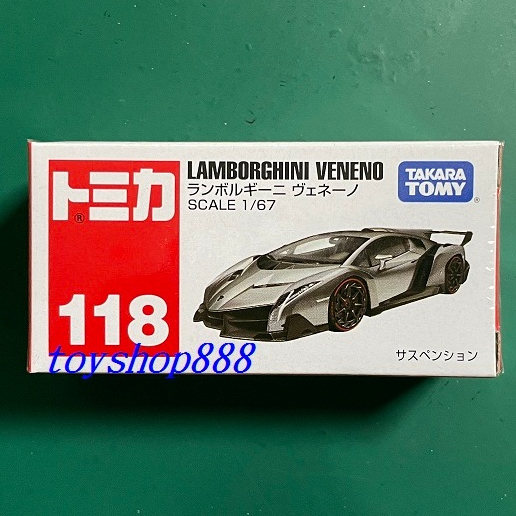 トミカ
®
118
LAMBORGHINI VENENO
ランボルギーニ ヴェネーノ
SCALE 1/67
TAKARA
TOMY
®
サスペンション
toyshop888